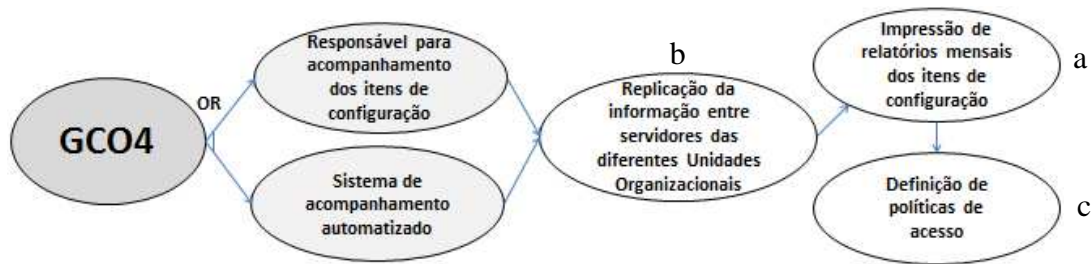 GCO4
OR
Responsável para
acompanhamento
dos itens de
configuração
Sistema de
acompanhamento
automatizado
b
Replicação da
informação entre
servidores das
diferentes Unidades
Organizacionais
Impressão de
relatórios mensais
dos itens de
configuração
a
Definição de
políticas de
acesso
c